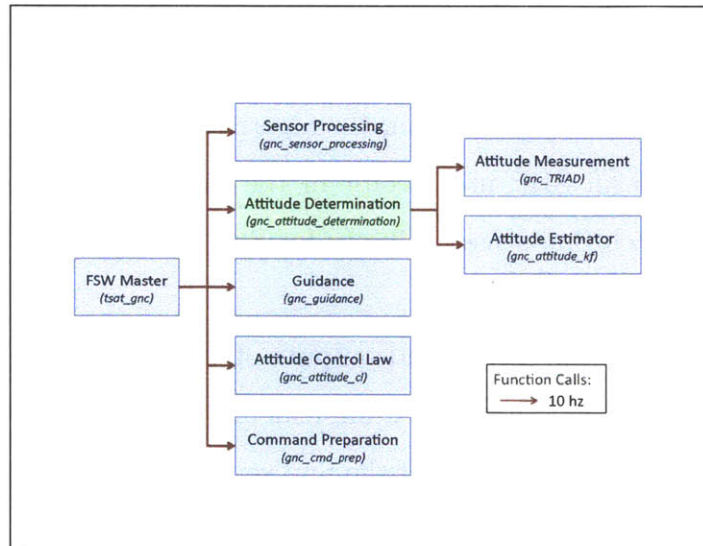 Sensor Processing
(gnc_sensor_processing)
Attitude Determination
(gnc_attitude_determination)
Attitude Measurement
(gnc_TRIAD)
Attitude Estimator
(gnc_attitude_kf)
FSW Master
(tsat_gnc)
Guidance
(gnc_guidance)
Attitude Control Law
(gnc_attitude_cl)
Command Preparation
(gnc_cmd_prep)
Function Calls:
10 hz